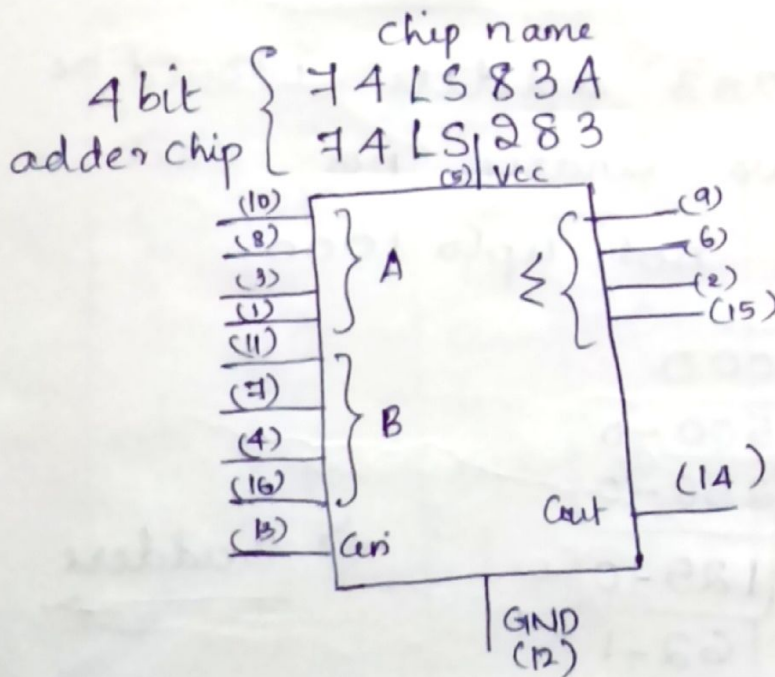 chip name
4 bit adder chip { 74LS83A
74LS283
(5) Vcc
(10)
(8)
(3)
(1)
A
(11)
(7)
(4)
(16)
B
(13) Cin
Σ
(9)
(6)
(2)
(15)
Cout (14)
GND
(12)